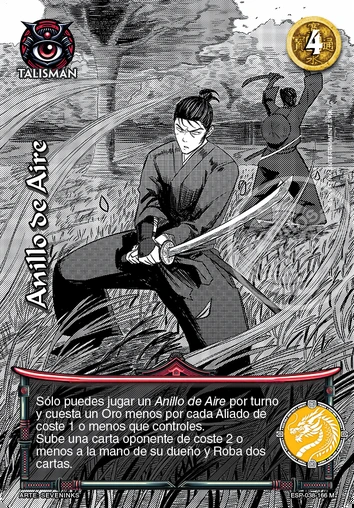 TALISMAN
4
Anillo de Aire
Sólo puedes jugar un Anillo de Aire por turno
y cuesta un Oro menos por cada Aliado de
coste 1 o menos que controles.
Sube una carta oponente de coste 2 o
menos a la mano de su dueño y Roba dos
cartas.
ARTE: SEVENINKS
ESP-038-166 M.